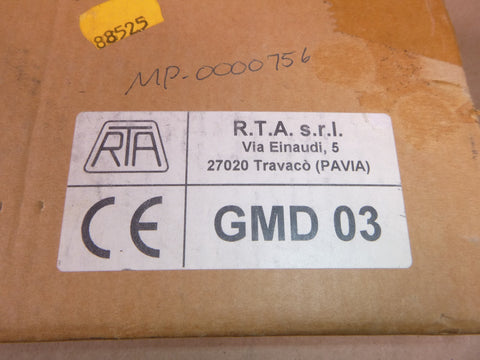 88525
MP-0000756
RTA
R.T.A. s.r.l.
Via Einaudi, 5
27020 Travacò (PAVIA)
CE
GMD 03